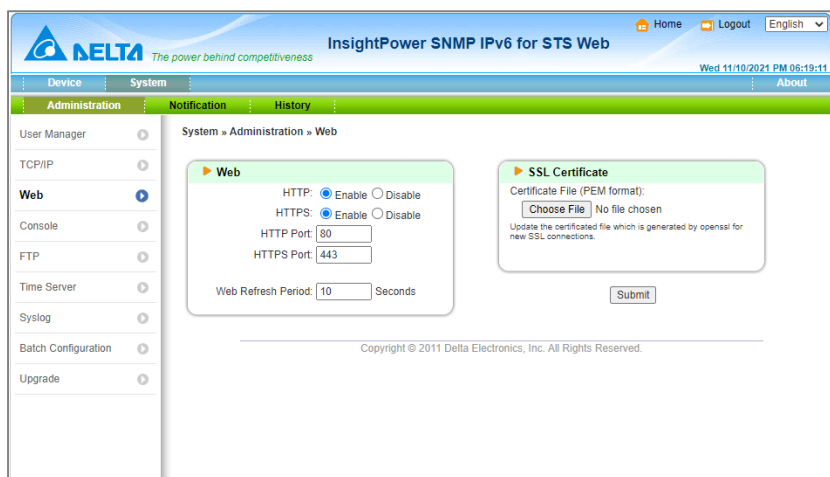 Home Logout English
DELTA The power behind competitiveness InsightPower SNMP IPv6 for STS Web
Wed 11/10/2021 PM 06:19:11
Device System About
Administration Notification History
User Manager
TCP/IP
Web
Console
FTP
Time Server
Syslog
Batch Configuration
Upgrade
System » Administration » Web
Web
HTTP: Enable Disable
HTTPS: Enable Disable
HTTP Port: 80
HTTPS Port: 443
Web Refresh Period: 10 Seconds
SSL Certificate
Certificate File (PEM format):
Choose File No file chosen
Update the certificated file which is generated by openssl for
new SSL connections.
Submit
Copyright © 2011 Delta Electronics, Inc. All Rights Reserved.